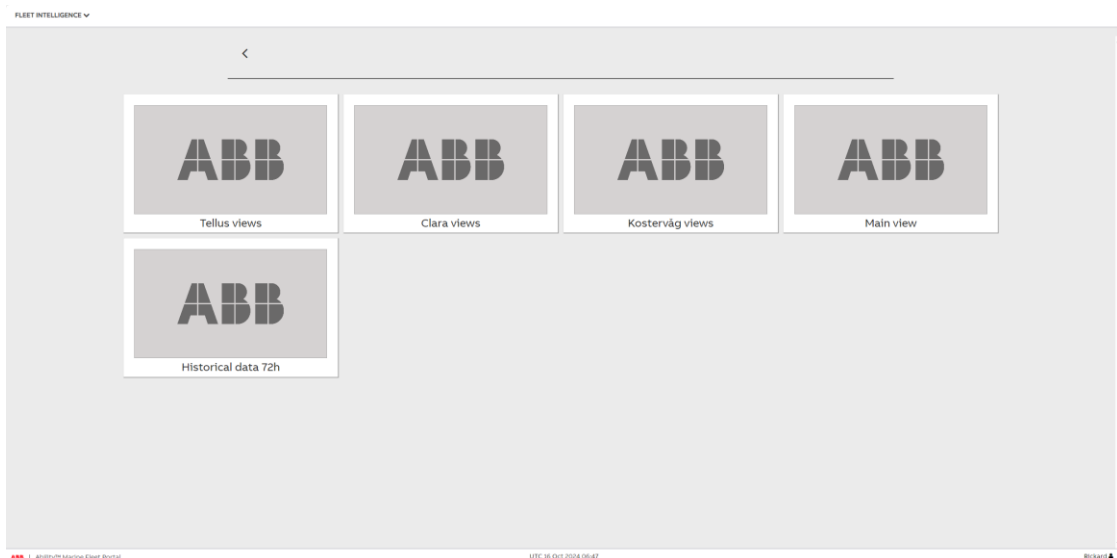 FLEET INTELLIGENCE
ABB ABB ABB ABB
Tellus views Clara views Kostervåg views Main view
ABB
Historical data 72h
ABB | Ability™ Marine Fleet Portal UTC 16 Oct 2024 06:47 Rickard